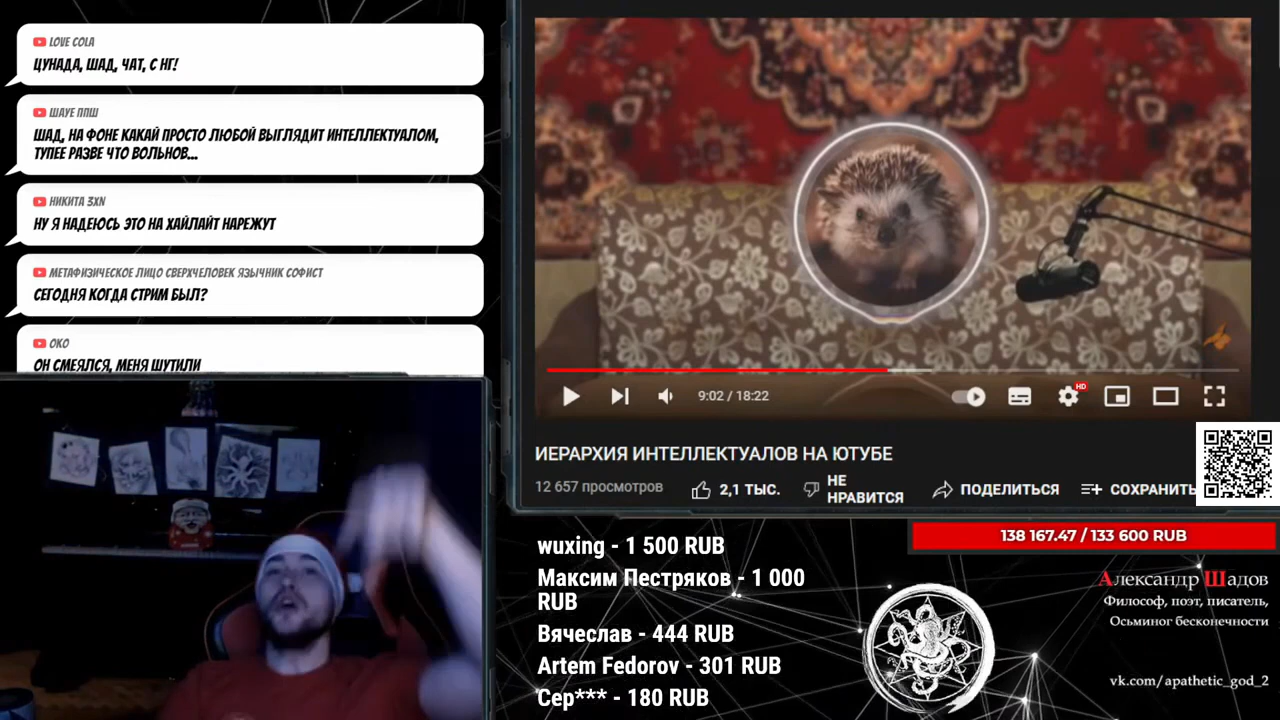 LOVE COLA
ЦУНАДА, ШАД, ЧАТ, С НГ!
ШАУЕ ППШ
ШАД, НА ФОНЕ КАКАЙ ПРОСТО ЛЮБОЙ ВЫГЛЯДИТ ИНТЕЛЛЕКТУАЛОМ,
ТУПЕЕ РАЗВЕ ЧТО ВОЛЬНОВ...
НИКИТА 3XN
НУ Я НАДЕЮСЬ ЭТО НА ХАЙЛАЙТ НАРЕЖУТ
МЕТАФИЗИЧЕСКОЕ ЛИЦО СВЕРХЧЕЛОВЕК ЯЗЫЧНИК СОФИСТ
СЕГОДНЯ КОГДА СТРИМ БЫЛ?
ОКО
ОН СМЕЯЛСЯ, МЕНЯ ШУТИЛИ
9:02 / 18:22
HD
ИЕРАРХИЯ ИНТЕЛЛЕКТУАЛОВ НА ЮТУБЕ
12 657 просмотров
2,1 ТЫС.
НЕ
НРАВИТСЯ
ПОДЕЛИТЬСЯ
СОХРАНИТЬ
138 167.47 / 133 600 RUB
wuxing - 1 500 RUB
Максим Пестряков - 1 000
RUB
Вячеслав - 444 RUB
Artem Fedorov - 301 RUB
Сер*** - 180 RUB
Александр Шадов
Философ, поэт, писатель,
Осьминог бесконечности
vk.com/apathetic_god_2